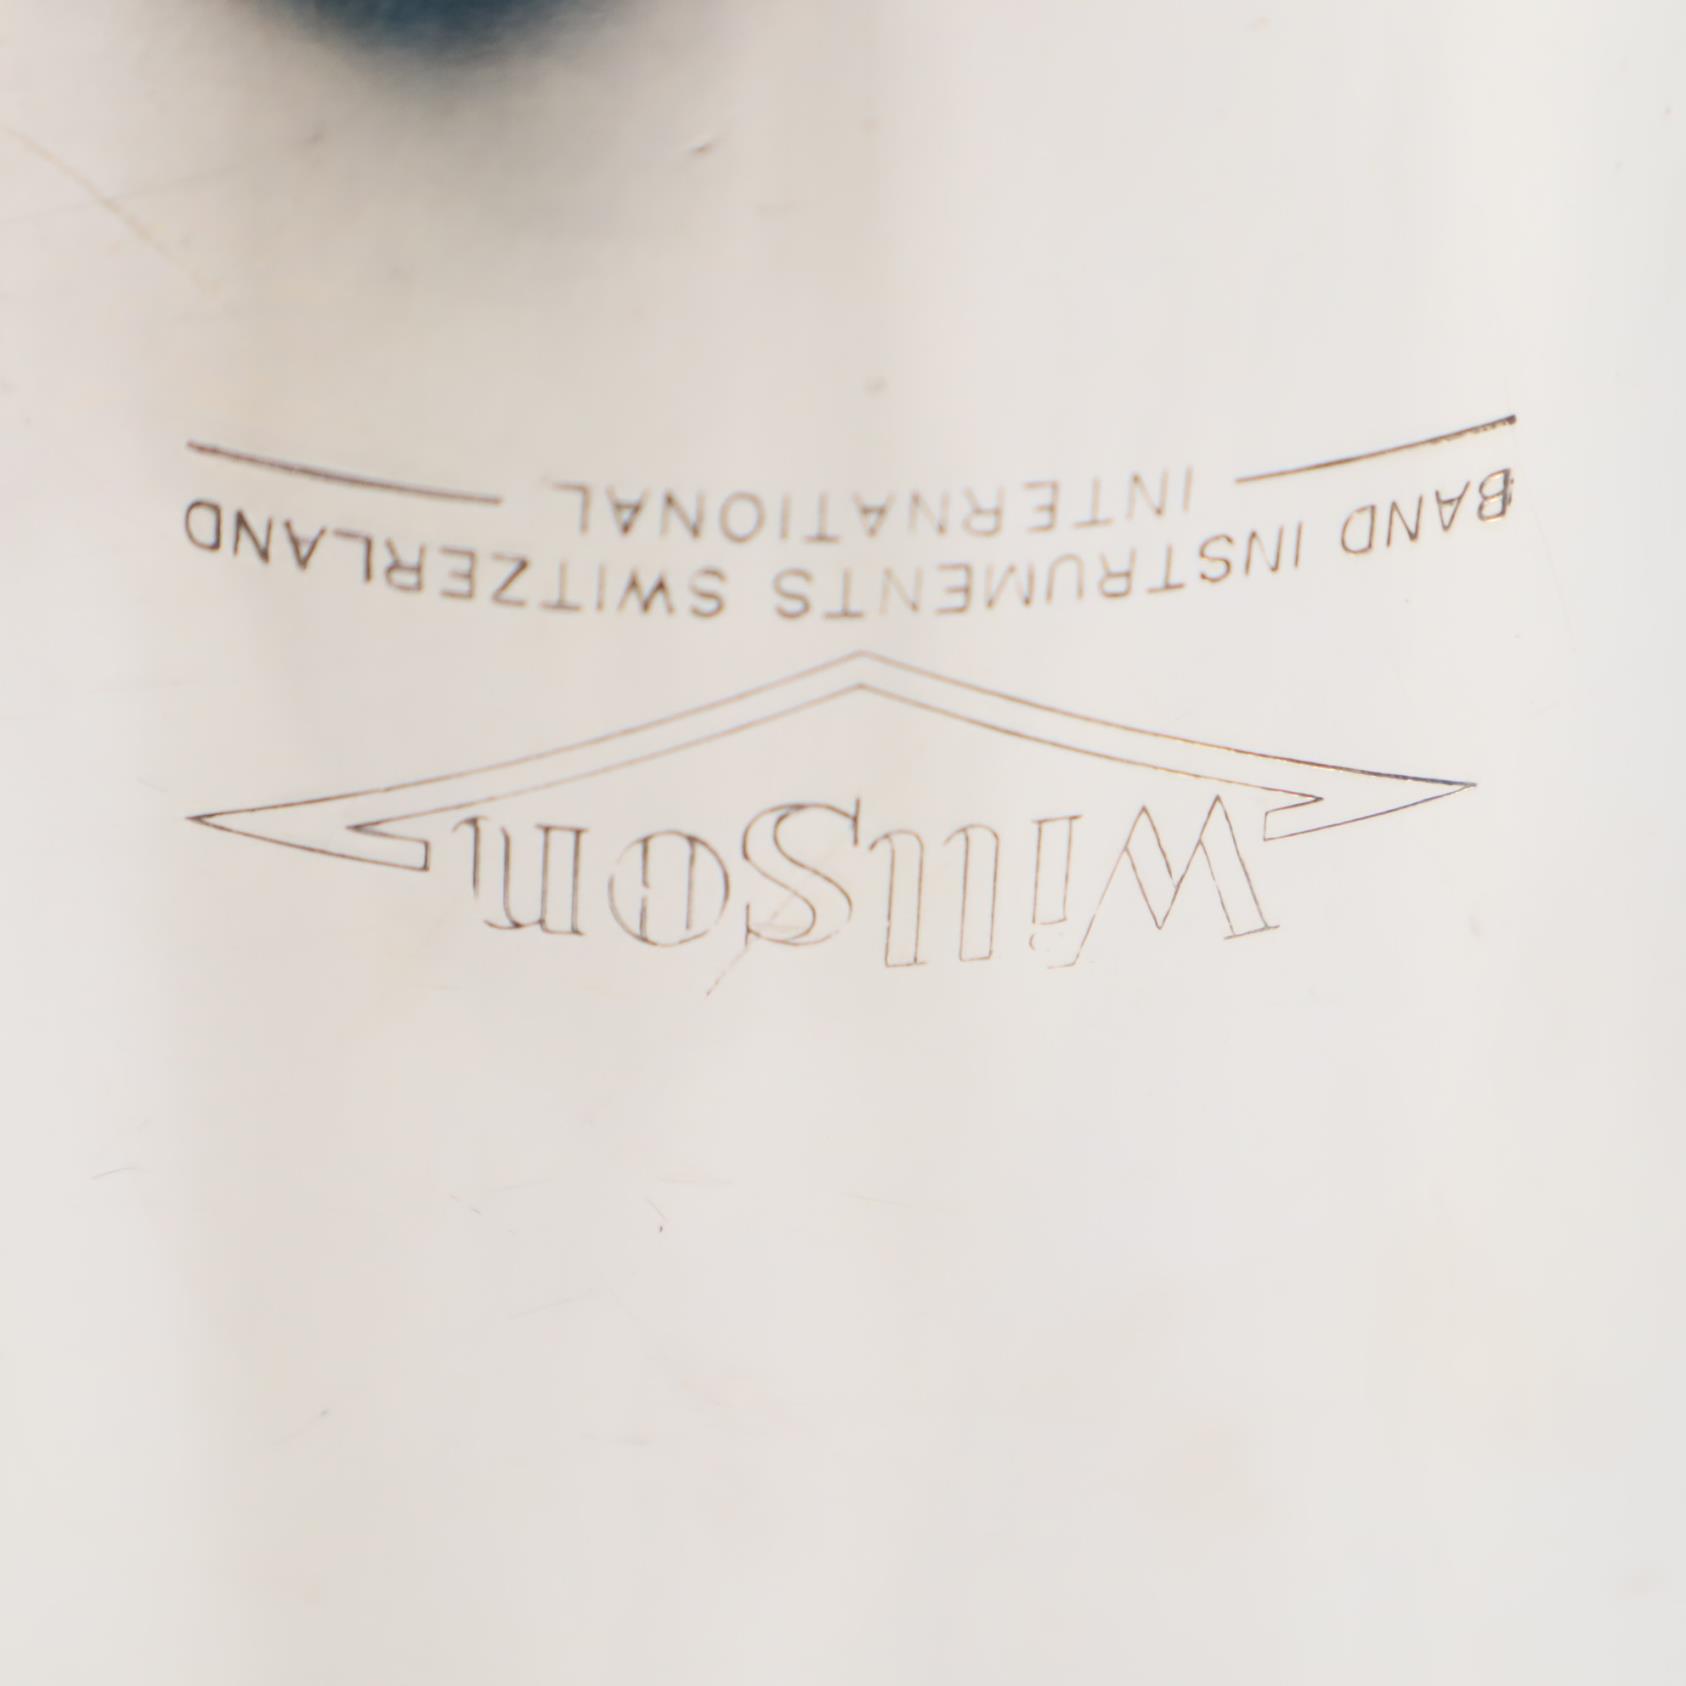 WillSon
BAND INSTRUMENTS SWITZERLAND
INTERNATIONAL